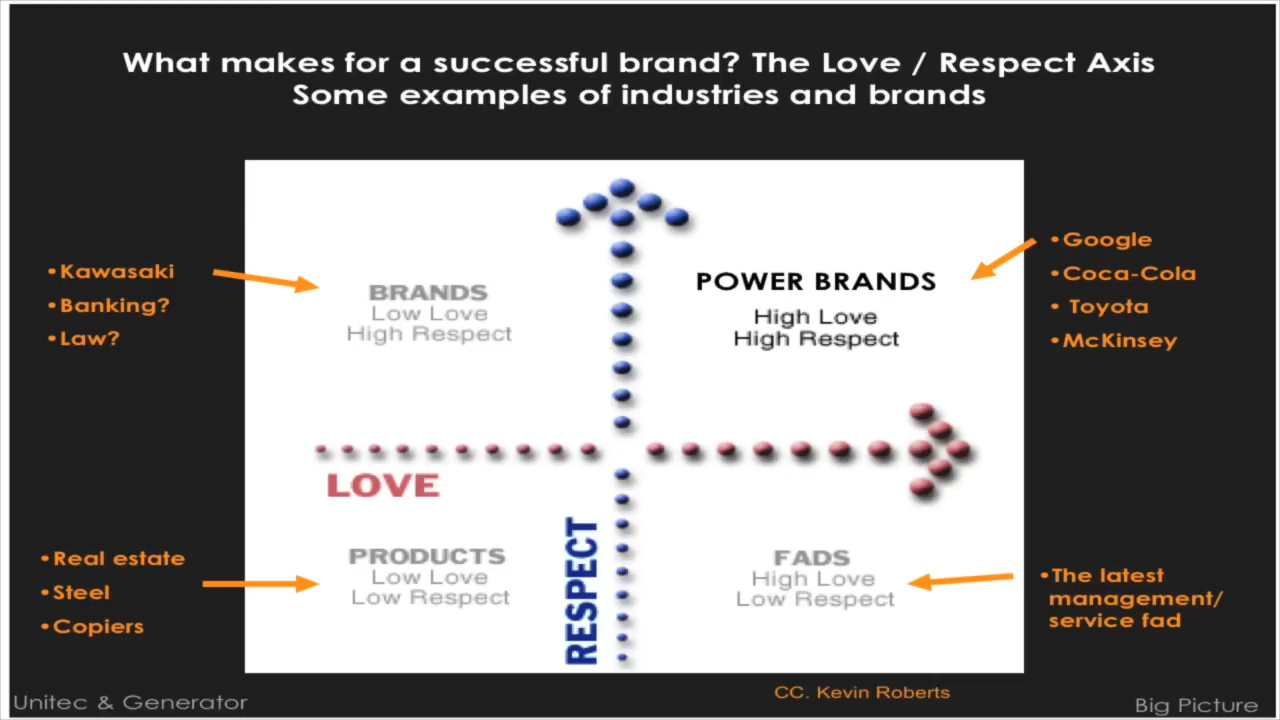 What makes for a successful brand? The Love / Respect Axis
Some examples of industries and brands
•Kawasaki
•Banking?
•Law?
BRANDS
Low Love
High Respect
POWER BRANDS
High Love
High Respect
•Google
•Coca-Cola
• Toyota
•McKinsey
LOVE
RESPECT
•Real estate
•Steel
•Copiers
PRODUCTS
Low Love
Low Respect
FADS
High Love
Low Respect
•The latest
management/
service fad
Unitec & Generator
CC. Kevin Roberts
Big Picture